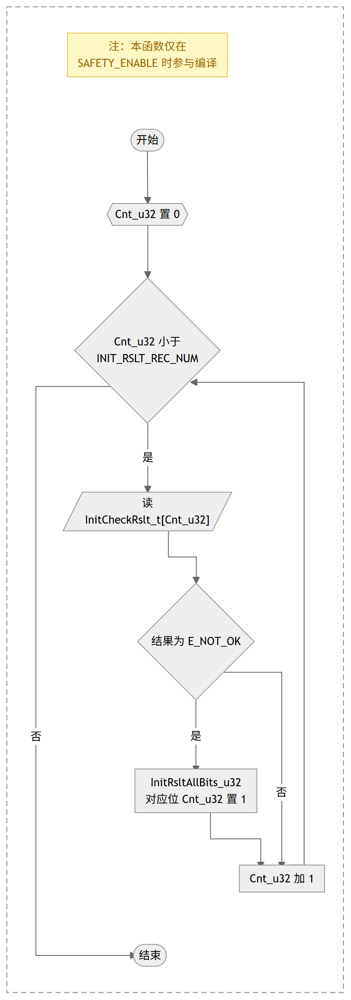 注：本函数仅在
SAFETY_ENABLE 时参与编译
开始
Cnt_u32 置 0
Cnt_u32 小于
INIT_RSLT_REC_NUM
是
读
InitCheckRslt_t[Cnt_u32]
结果为 E_NOT_OK
否
是
InitRsltAllBits_u32
对应位 Cnt_u32 置 1
否
Cnt_u32 加 1
结束